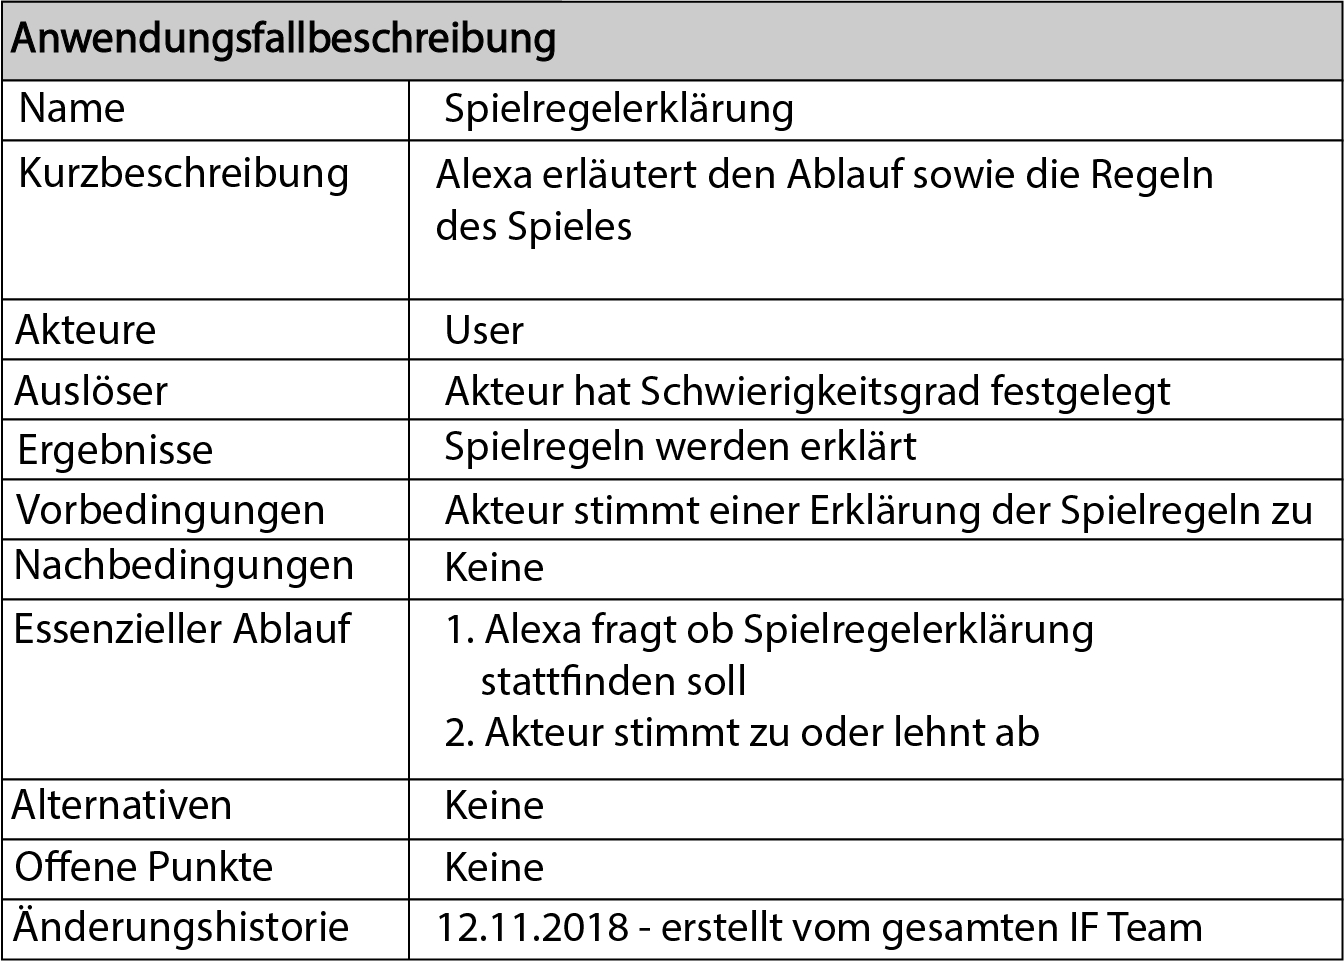 Anwendungsfallbeschreibung
Name Spielregelerklärung
Kurzbeschreibung Alexa erläutert den Ablauf sowie die Regeln
des Spieles
Akteure User
Auslöser Akteur hat Schwierigkeitsgrad festgelegt
Ergebnisse Spielregeln werden erklärt
Vorbedingungen Akteur stimmt einer Erklärung der Spielregeln zu
Nachbedingungen Keine
Essenzieller Ablauf 1. Alexa fragt ob Spielregelerklärung
stattfinden soll
2. Akteur stimmt zu oder lehnt ab
Alternativen Keine
Offene Punkte Keine
Änderungshistorie 12.11.2018 - erstellt vom gesamten IF Team